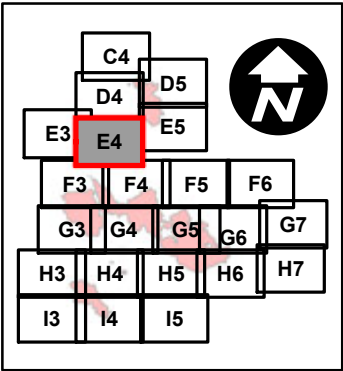 C4
D4 D5
E3 E4 E5
F3 F4 F5 F6
G3 G4 G5 G6 G7
H3 H4 H5 H6 H7
I3 I4 I5
N